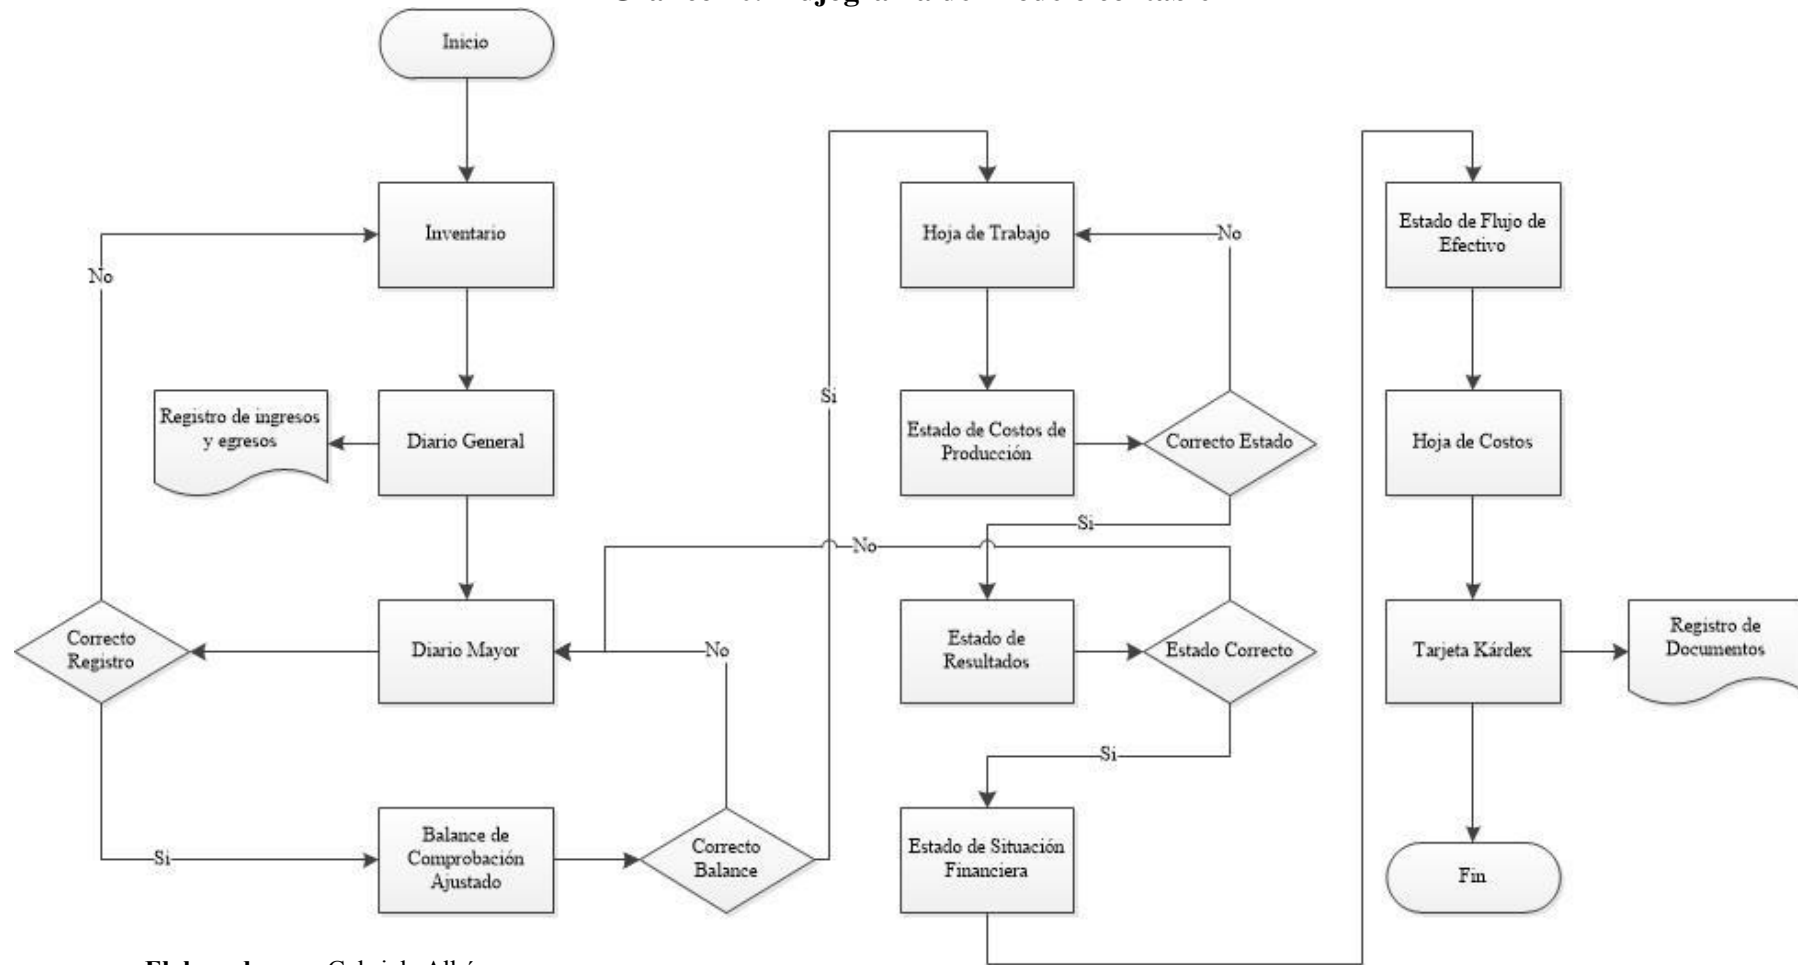 Inicio
Inventario
No
Registro de ingresos
y egresos
Diario General
Correcto
Registro
Diario Mayor
No
Si
Balance de
Comprobación
Ajustado
Correcto
Balance
Si
Hoja de Trabajo
No
Estado de Costos de
Producción
Correcto Estado
Si
No
Estado de
Resultados
Estado Correcto
Si
Estado de Situación
Financiera
Estado de Flujo de
Efectivo
Hoja de Costos
Tarjeta Kárdex
Registro de
Documentos
Fin